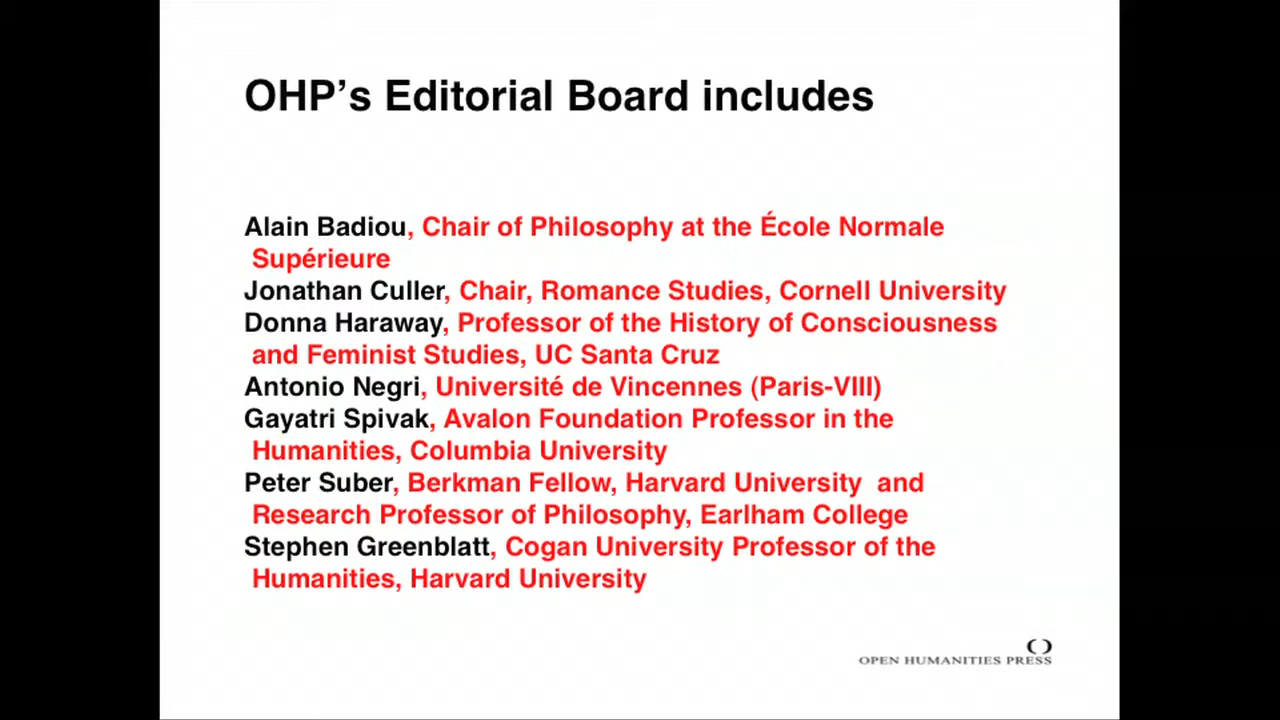 OHP’s Editorial Board includes
Alain Badiou, Chair of Philosophy at the École Normale
Supérieure
Jonathan Culler, Chair, Romance Studies, Cornell University
Donna Haraway, Professor of the History of Consciousness
and Feminist Studies, UC Santa Cruz
Antonio Negri, Université de Vincennes (Paris-VIII)
Gayatri Spivak, Avalon Foundation Professor in the
Humanities, Columbia University
Peter Suber, Berkman Fellow, Harvard University  and
Research Professor of Philosophy, Earlham College
Stephen Greenblatt, Cogan University Professor of the
Humanities, Harvard University
OPEN HUMANITIES PRESS